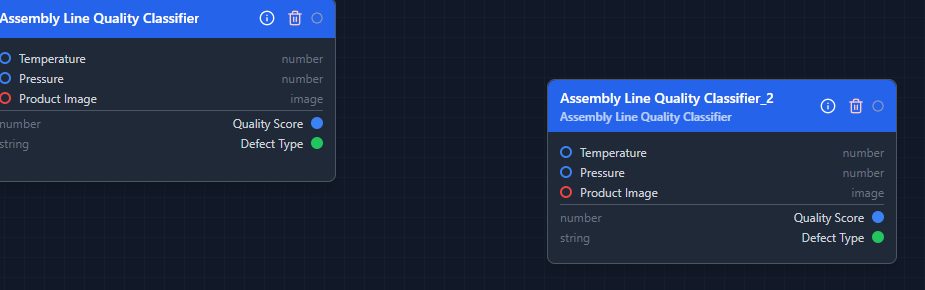 Assembly Line Quality Classifier
Temperature number
Pressure number
Product Image image
number Quality Score
string Defect Type
Assembly Line Quality Classifier_2
Assembly Line Quality Classifier
Temperature number
Pressure number
Product Image image
number Quality Score
string Defect Type